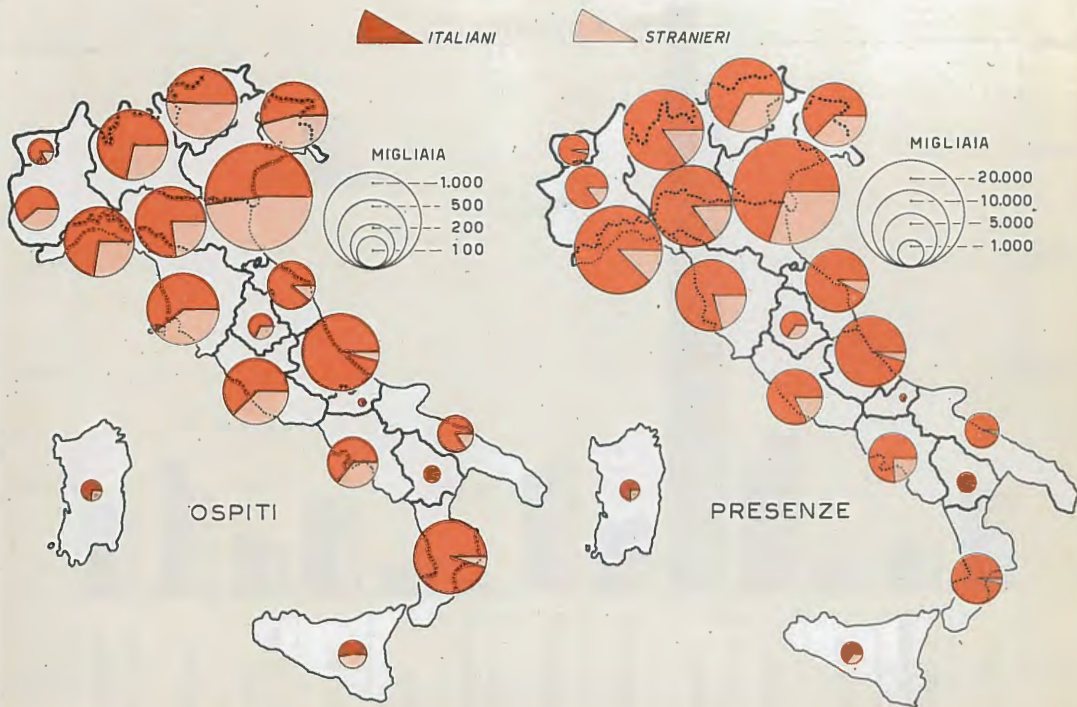 ITALIANI
STRANIERI
MIGLIAIA
1.000
500
200
100
MIGLIAIA
20.000
10.000
5.000
1.000
OSPITI
PRESENZE